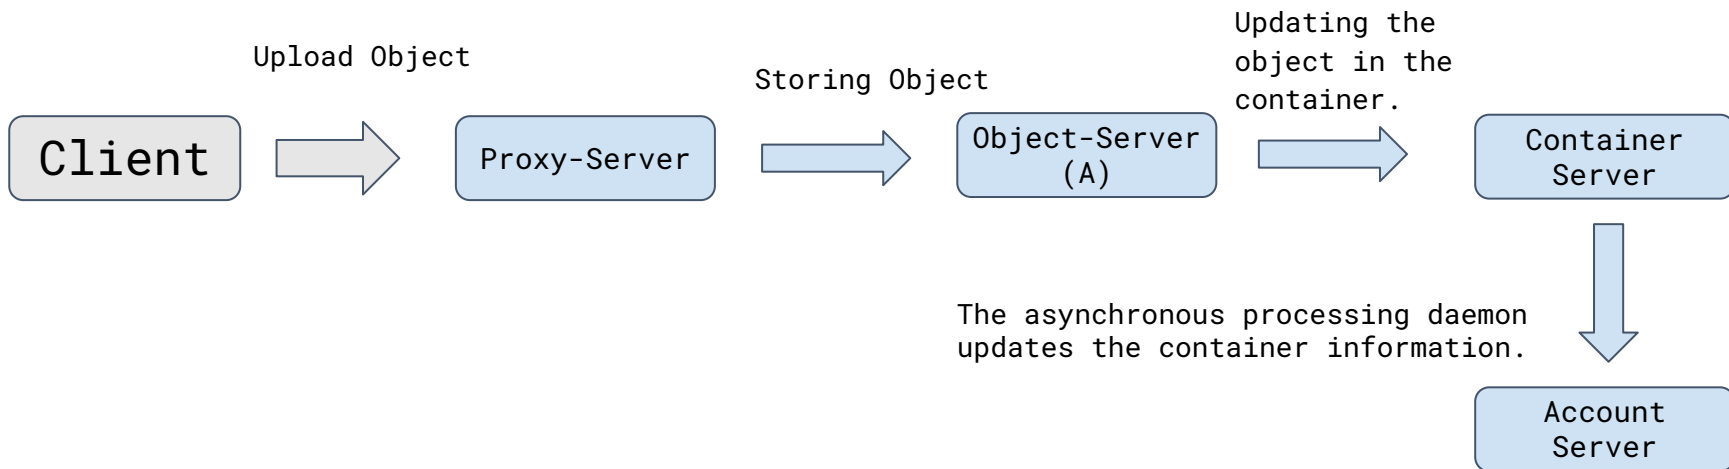 Upload Object
Storing Object
Updating the
object in the
container.
Client
Proxy-Server
Object-Server
(A)
Container
Server
The asynchronous processing daemon
updates the container information.
Account
Server